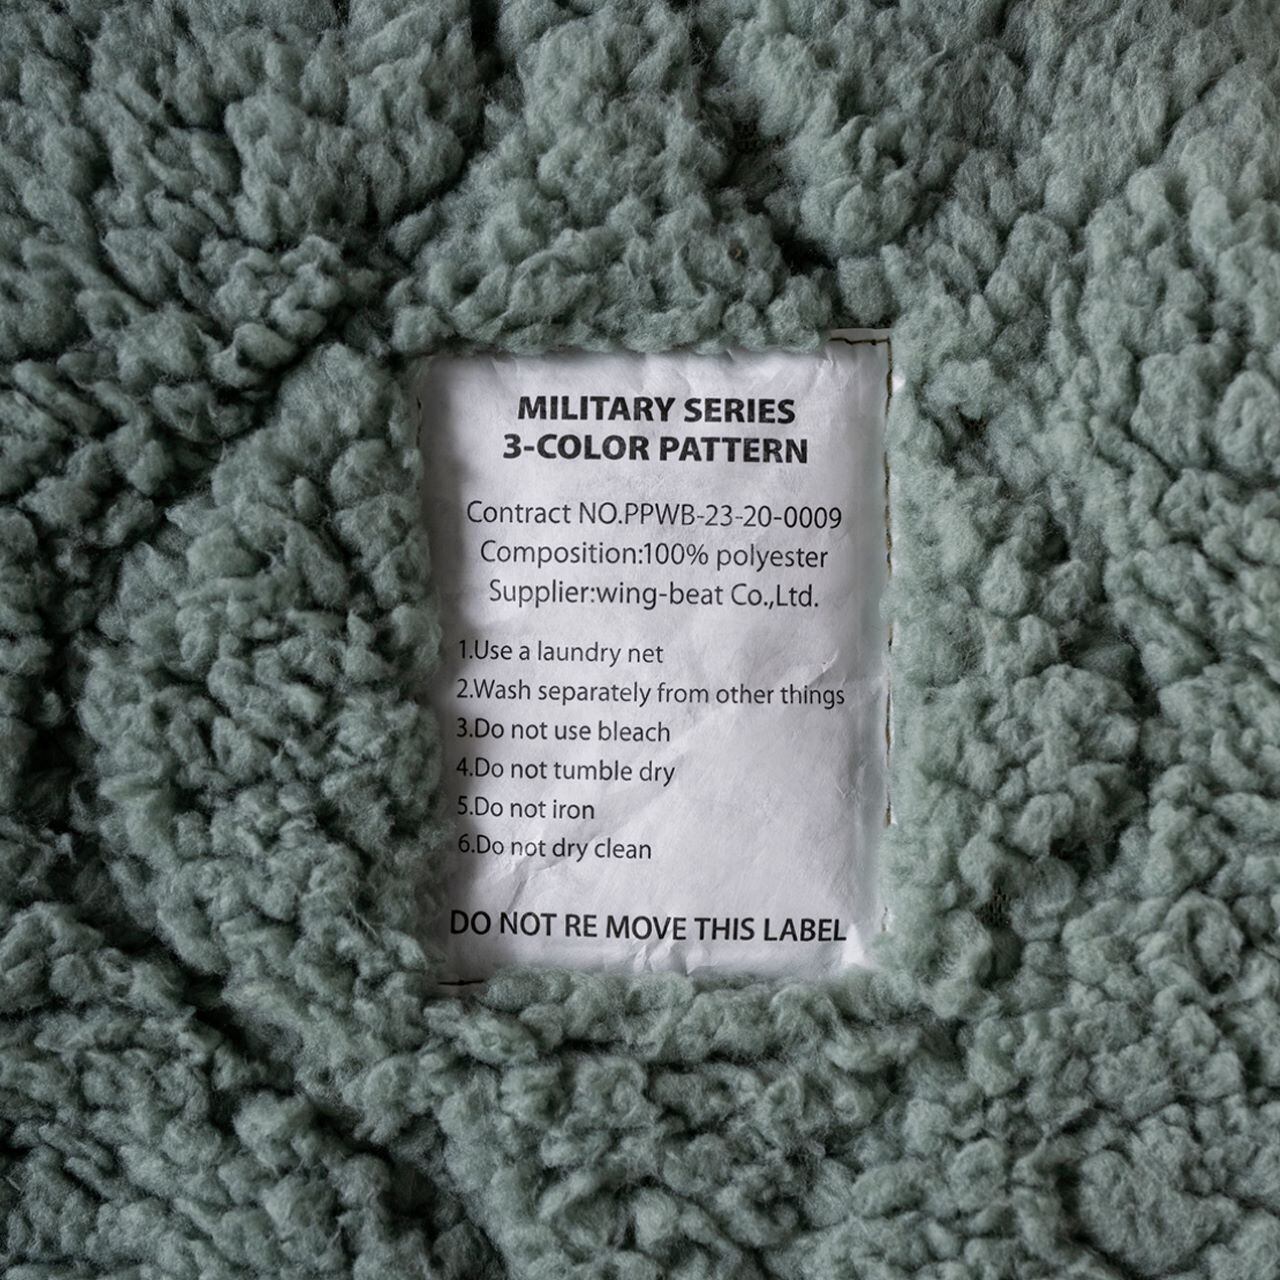 MILITARY SERIES
3-COLOR PATTERN
Contract NO.PPWB-23-20-0009
Composition:100% polyester
Supplier:wing-beat Co.,Ltd.
1.Use a laundry net
2.Wash separately from other things
3.Do not use bleach
4.Do not tumble dry
5.Do not iron
6.Do not dry clean
DO NOT RE MOVE THIS LABEL